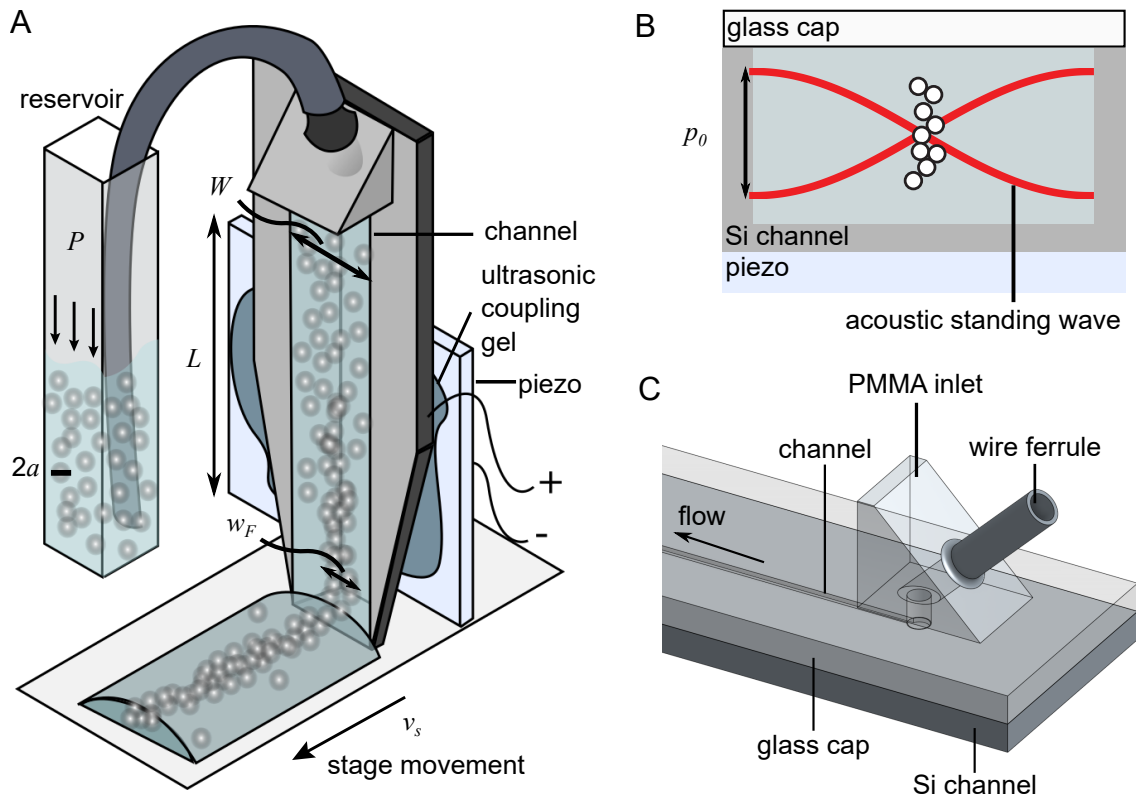 A
reservoir
P
2a
W
L
w_F
channel
ultrasonic
coupling
gel
piezo
+
-
v_s
stage movement
B
glass cap
p_0
Si channel
piezo
acoustic standing wave
C
PMMA inlet
channel
wire ferrule
flow
glass cap
Si channel